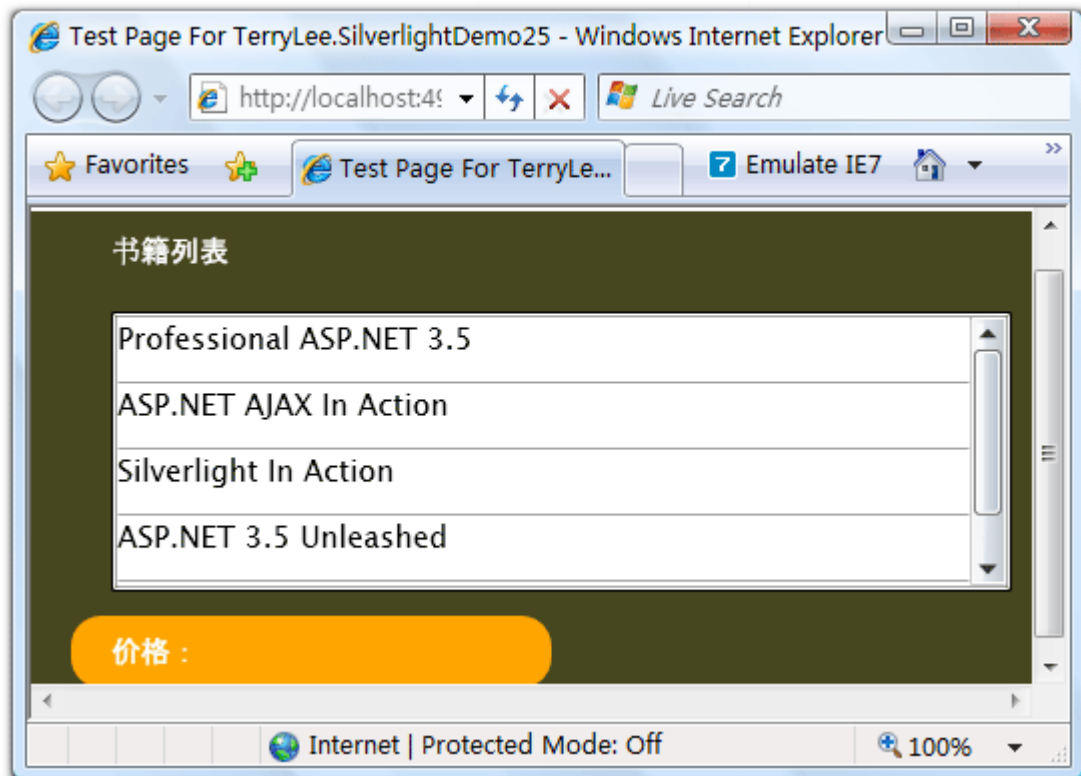 Test Page For TerryLee.SilverlightDemo25 - Windows Internet Explorer
http://localhost:49 Live Search
Favorites Test Page For TerryLe... 7 Emulate IE7 »
书籍列表
Professional ASP.NET 3.5
ASP.NET AJAX In Action
Silverlight In Action
ASP.NET 3.5 Unleashed
价格：
Internet | Protected Mode: Off 100%